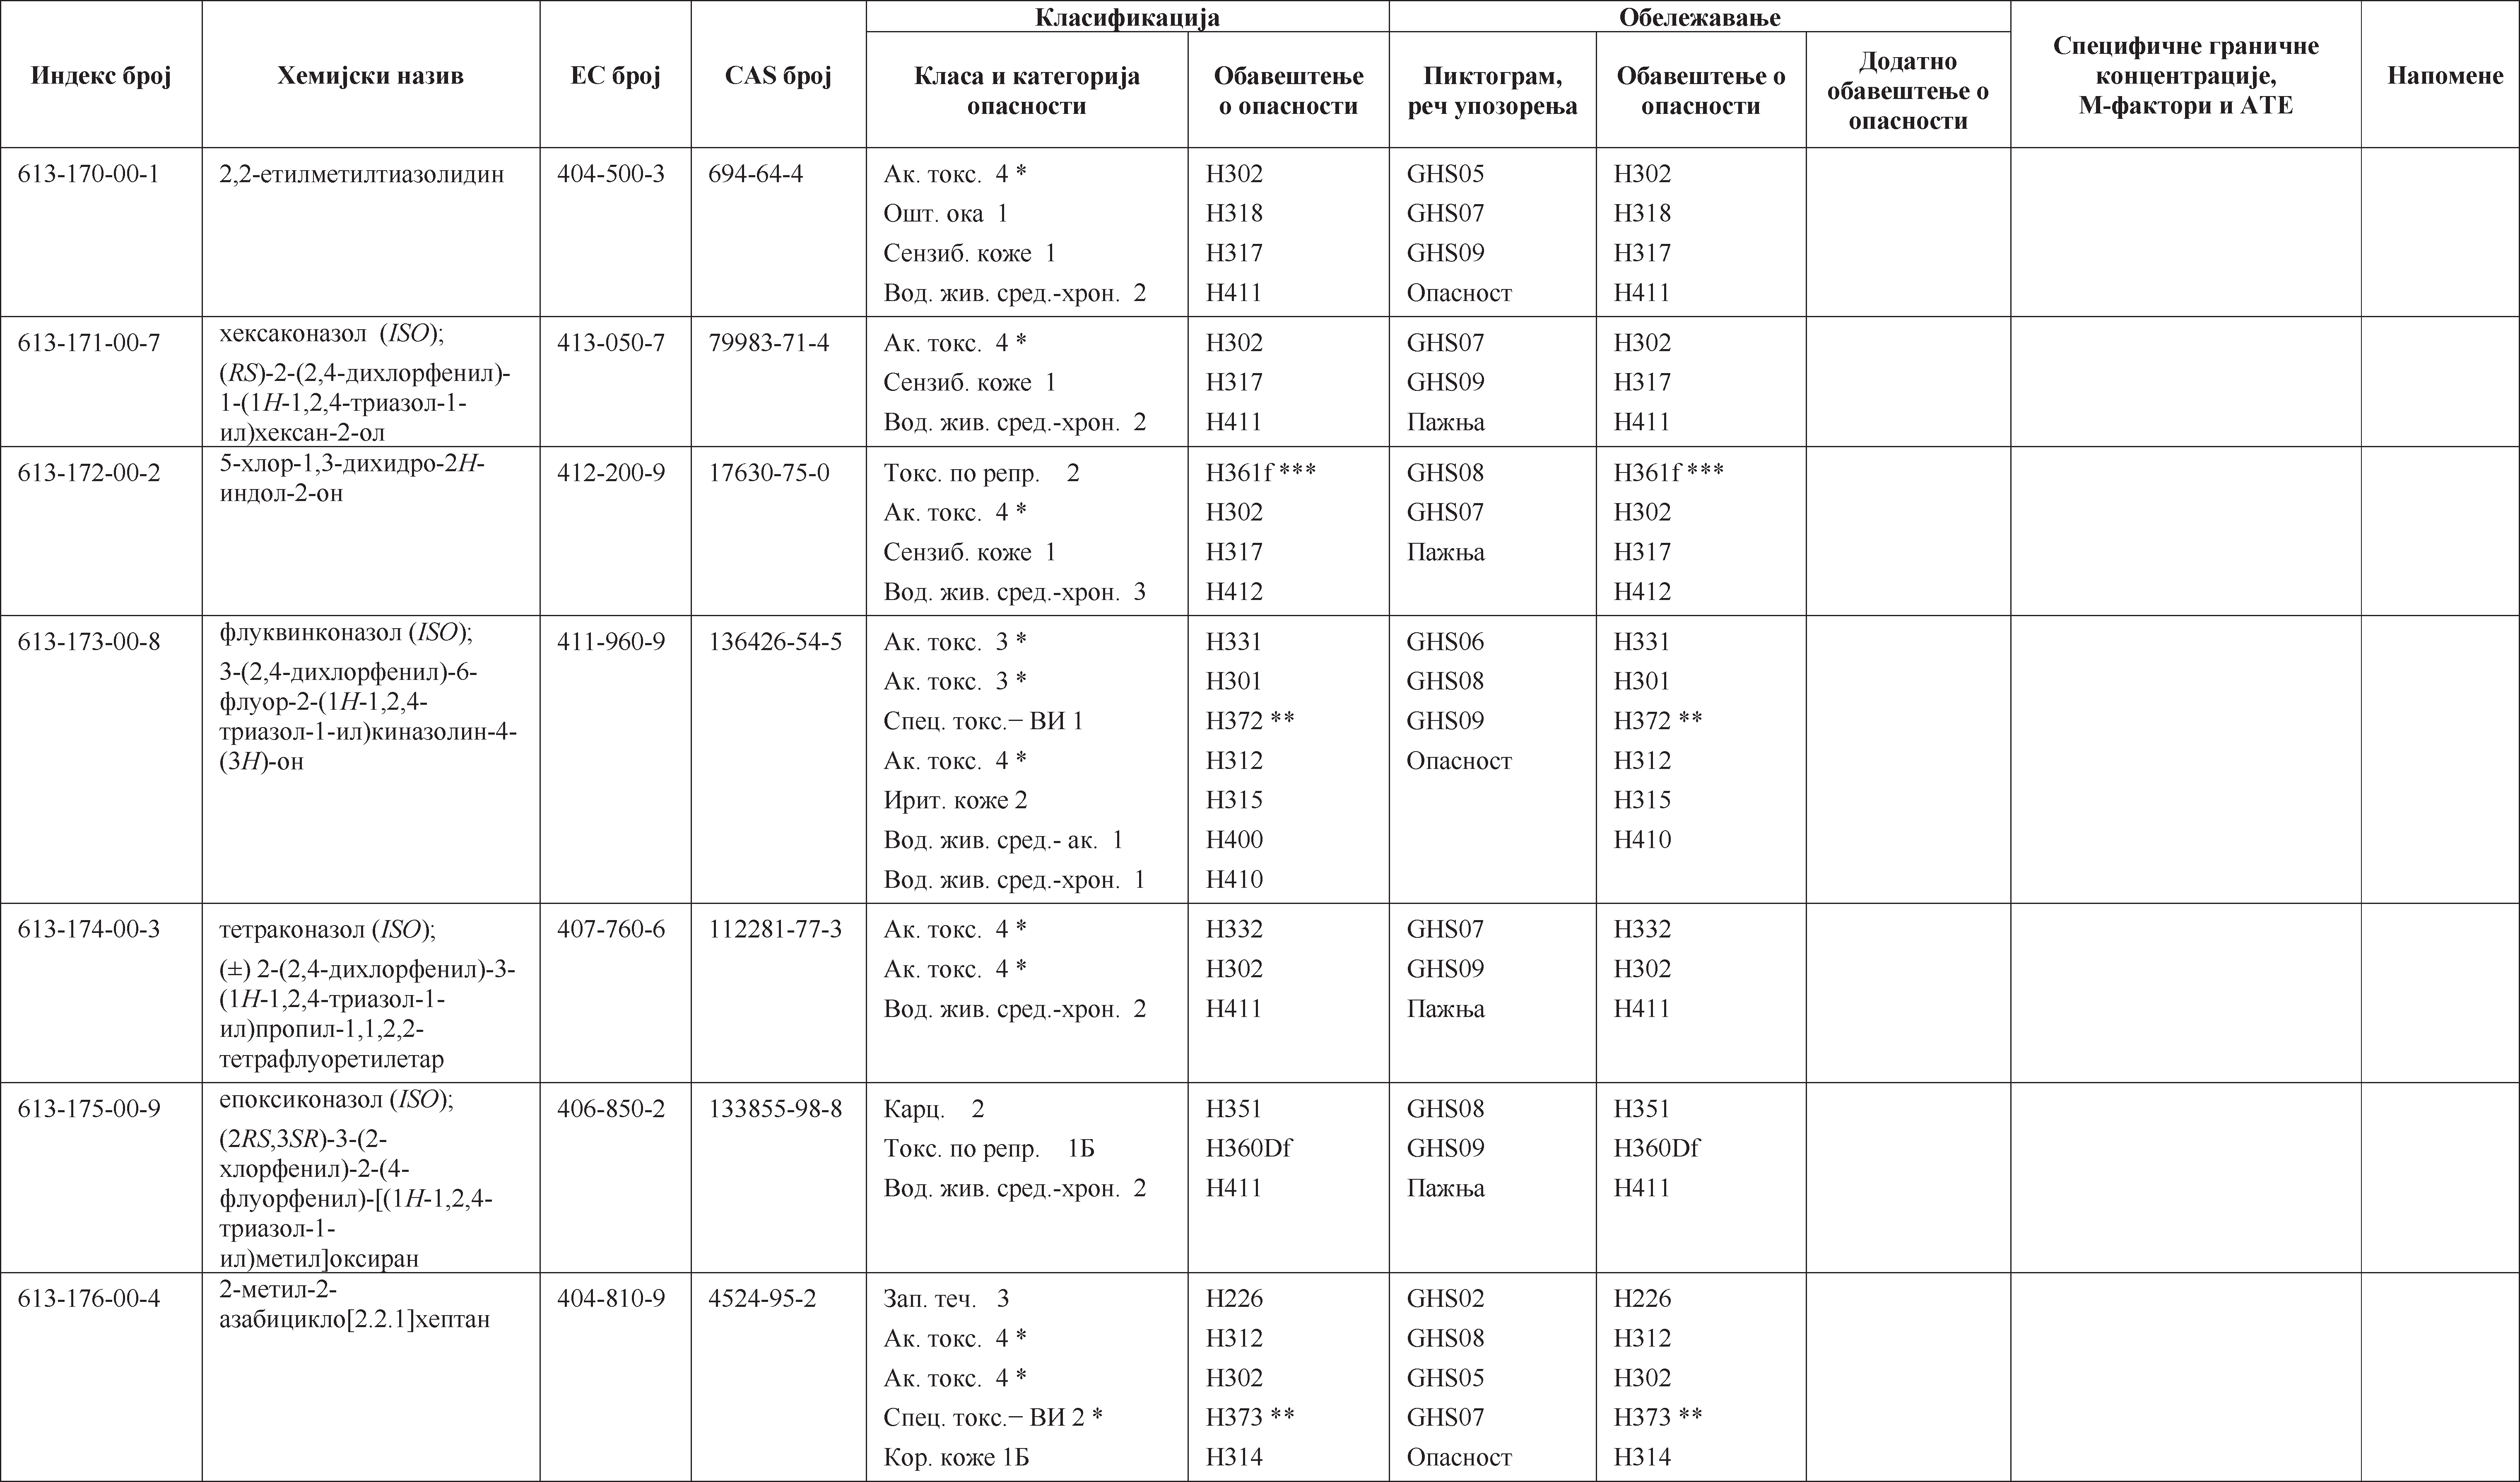 Индекс број
Хемијски назив
ЕС број
CAS број
Класификација
Обележавање
Специфичне граничне
концентрације,
М-фактори и АТЕ
Напомене
Класа и категорија
опасности
Обавештење
о опасности
Пиктограм,
реч упозорења
Обавештење о
опасности
Додатно
обавештење о
опасности
613-170-00-1
2,2-етилметилтиазолидин
404-500-3
694-64-4
Ак. токс. 4 *
Ошт. ока 1
Сензиб. коже 1
Вод. жив. сред.-хрон. 2
H302
H318
H317
H411
GHS05
GHS07
GHS09
Опасност
H302
H318
H317
H411
613-171-00-7
хексаконазол (ISO);
(RS)-2-(2,4-дихлорфенил)-
1-(1H-1,2,4-триазол-1-
ил)хексан-2-ол
413-050-7
79983-71-4
Ак. токс. 4 *
Сензиб. коже 1
Вод. жив. сред.-хрон. 2
H302
H317
H411
GHS07
GHS09
Пажња
H302
H317
H411
613-172-00-2
5-хлор-1,3-дихидро-2H-
индол-2-он
412-200-9
17630-75-0
Токс. по репр. 2
Ак. токс. 4 *
Сензиб. коже 1
Вод. жив. сред.-хрон. 3
H361f ***
H302
H317
H412
GHS08
GHS07
Пажња
H361f ***
H302
H317
H412
613-173-00-8
флуквинконазол (ISO);
3-(2,4-дихлорфенил)-6-
флуор-2-(1H-1,2,4-
триазол-1-ил)киназолин-4-
(3H)-он
411-960-9
136426-54-5
Ак. токс. 3 *
Ак. токс. 3 *
Спец. токс.− ВИ 1
Ак. токс. 4 *
Ирит. коже 2
Вод. жив. сред.- ак. 1
Вод. жив. сред.-хрон. 1
H331
H301
H372 **
H312
H315
H400
H410
GHS06
GHS08
GHS09
Опасност
H331
H301
H372 **
H312
H315
H410
613-174-00-3
тетраконазол (ISO);
(±) 2-(2,4-дихлорфенил)-3-
(1H-1,2,4-триазол-1-
ил)пропил-1,1,2,2-
тетрафлуоретилетар
407-760-6
112281-77-3
Ак. токс. 4 *
Ак. токс. 4 *
Вод. жив. сред.-хрон. 2
H332
H302
H411
GHS07
GHS09
Пажња
H332
H302
H411
613-175-00-9
епоксиконазол (ISO);
(2RS,3SR)-3-(2-
хлорфенил)-2-(4-
флуорфенил)-[(1H-1,2,4-
триазол-1-
ил)метил]оксиран
406-850-2
133855-98-8
Карц. 2
Токс. по репр. 1Б
Вод. жив. сред.-хрон. 2
H351
H360Df
H411
GHS08
GHS09
Пажња
H351
H360Df
H411
613-176-00-4
2-метил-2-
азабицикло[2.2.1]хептан
404-810-9
4524-95-2
Зап. теч. 3
Ак. токс. 4 *
Ак. токс. 4 *
Спец. токс.− ВИ 2 *
Кор. коже 1Б
H226
H312
H302
H373 **
H314
GHS02
GHS08
GHS05
GHS07
Опасност
H226
H312
H302
H373 **
H314